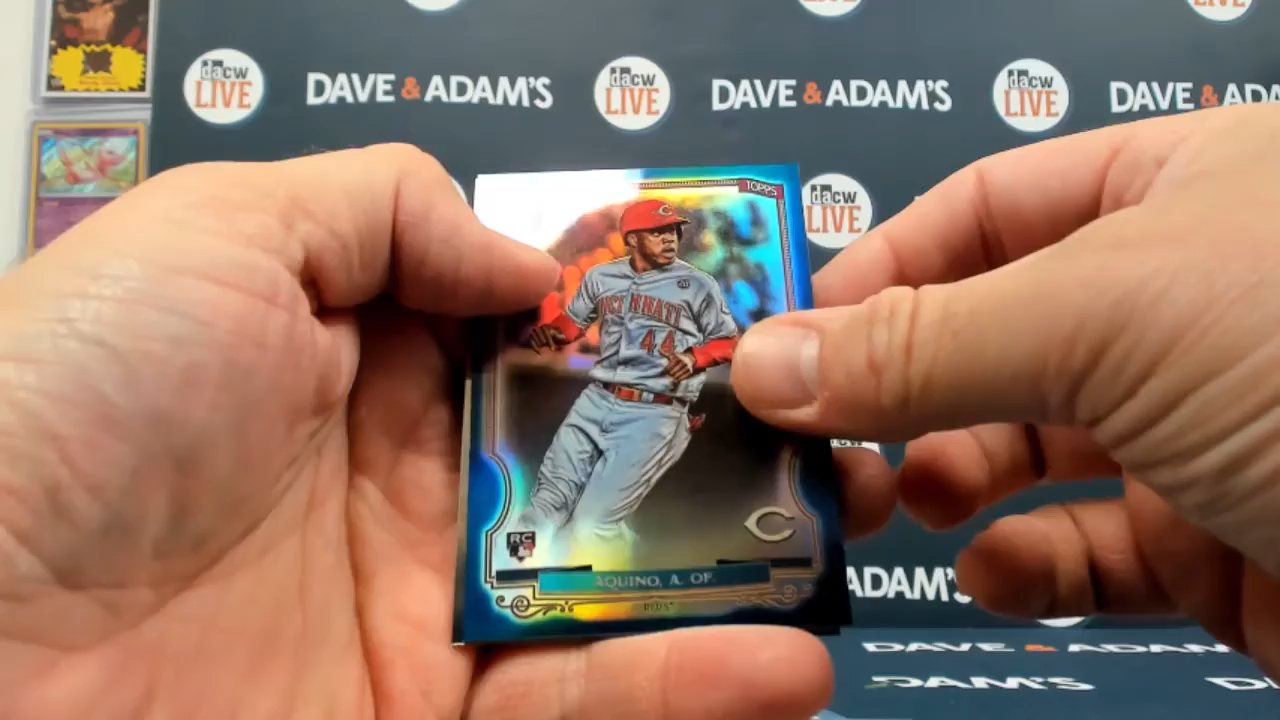 dacw
LIVE
DAVE & ADAM'S
dacw
LIVE
DAVE & ADAM'S
dacw
LIVE
DAVE & ADA
dacw
LIVE
TOPPS
C
CINCINNATI
44
C
RC
AQUINO, A. OF.
REDS
ADAM'S
DAVE & ADAM
DAM'S
D